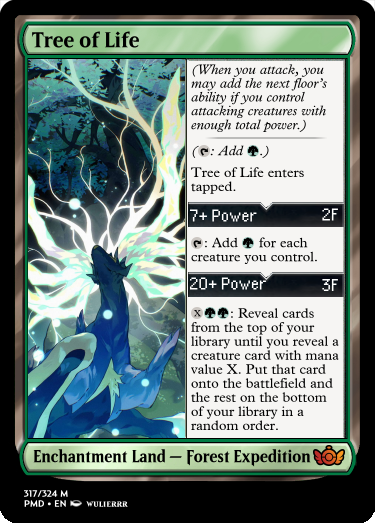 Tree of Life
(When you attack, you
may add the next floor's
ability if you control
attacking creatures with
enough total power.)
(T: Add G.)
Tree of Life enters
tapped.
7+ Power 2F
T: Add G for each
creature you control.
20+ Power 3F
XGG: Reveal cards
from the top of your
library until you reveal a
creature card with mana
value X. Put that card
onto the battlefield and
the rest on the bottom
of your library in a
random order.
Enchantment Land — Forest Expedition
317/324 M
PMD • EN WULIERRR